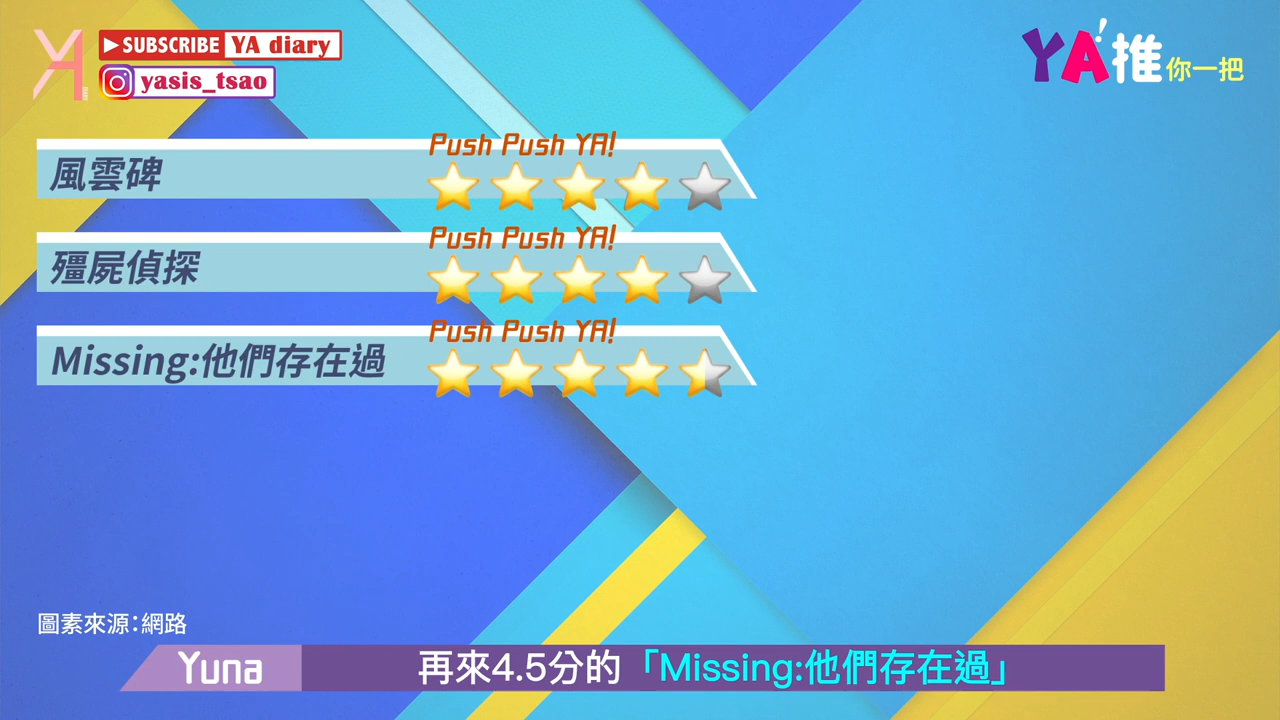 YA
SUBSCRIBE YA diary
yasis_tsao
YA!推你一把
Push Push YA!
風雲碑
Push Push YA!
殭屍偵探
Push Push YA!
Missing:他們存在過
圖素來源:網路
Yuna
再來4.5分的「Missing:他們存在過」